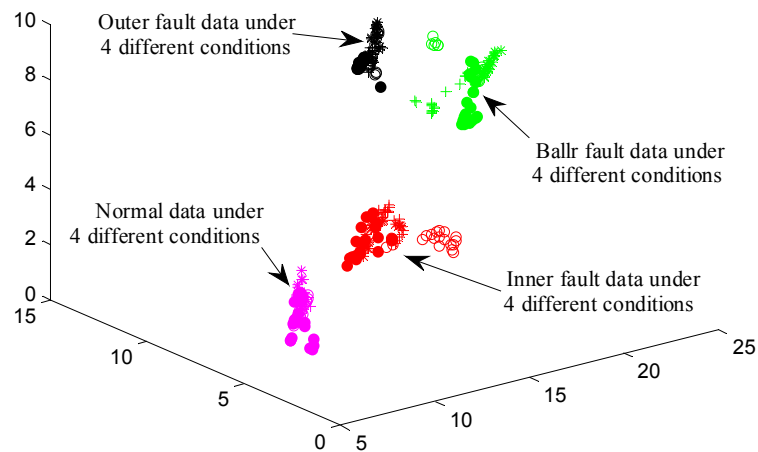 10
Outer fault data under
4 different conditions
8
6
Ballr fault data under
4 different conditions
4
Normal data under
4 different conditions
2
Inner fault data under
4 different conditions
0
15
10
5
0
5
10
15
20
25